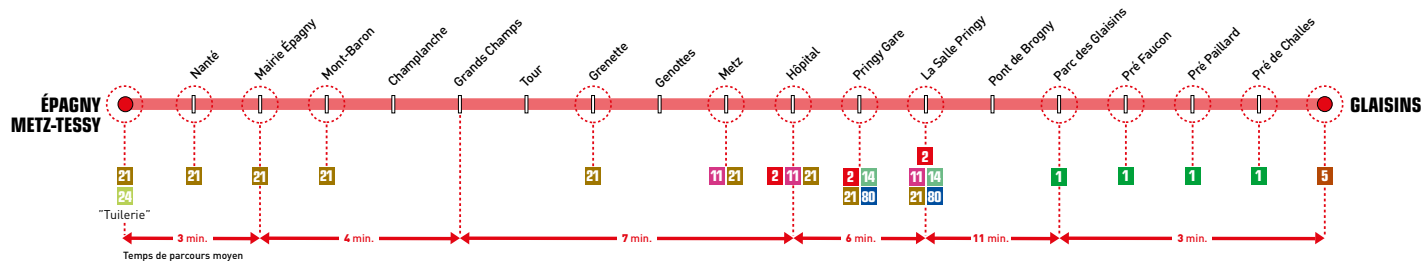 Nanté
Mairie Épagny
Mont-Baron
Champlanche
Grands Champs
Tour
Grenette
Genottes
Metz
Hôpital
Pringy Gare
La Salle Pringy
Pont de Brogny
Parc des Glaisins
Pré Faucon
Pré Paillard
Pré de Challes
ÉPAGNY
METZ-TESSY
GLAISINS
21
24
"Tuilerie"
21
21
21
21
11 21
2 11 21
2 14
21 80
2
11 14
21 80
1
1
1
1
5
3 min.
4 min.
7 min.
6 min.
11 min.
3 min.
Temps de parcours moyen